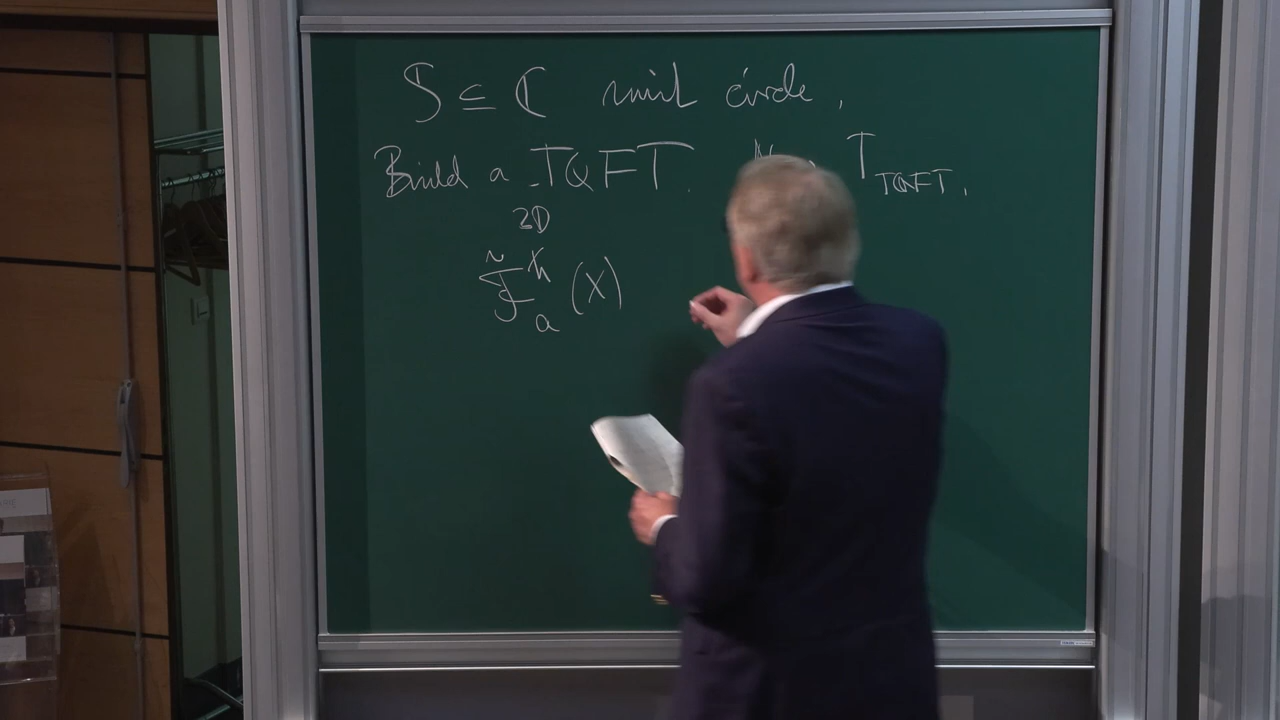 S ⊆ ℂ unit circle,
Build a TQFT. T_TQFT,
2D
𝓕̃^ħ_a (X)